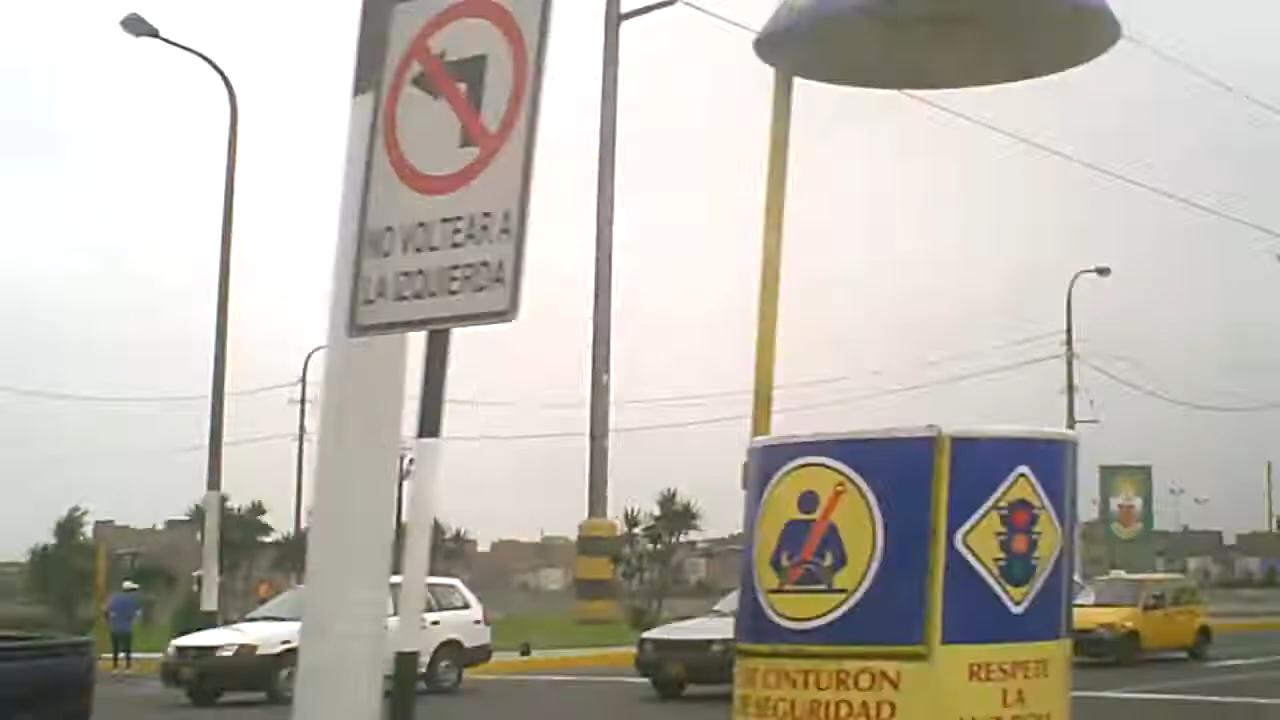 NO VOLTEAR A
LA IZQUIERDA
CINTURON
SEGURIDAD
RESPETE
LA